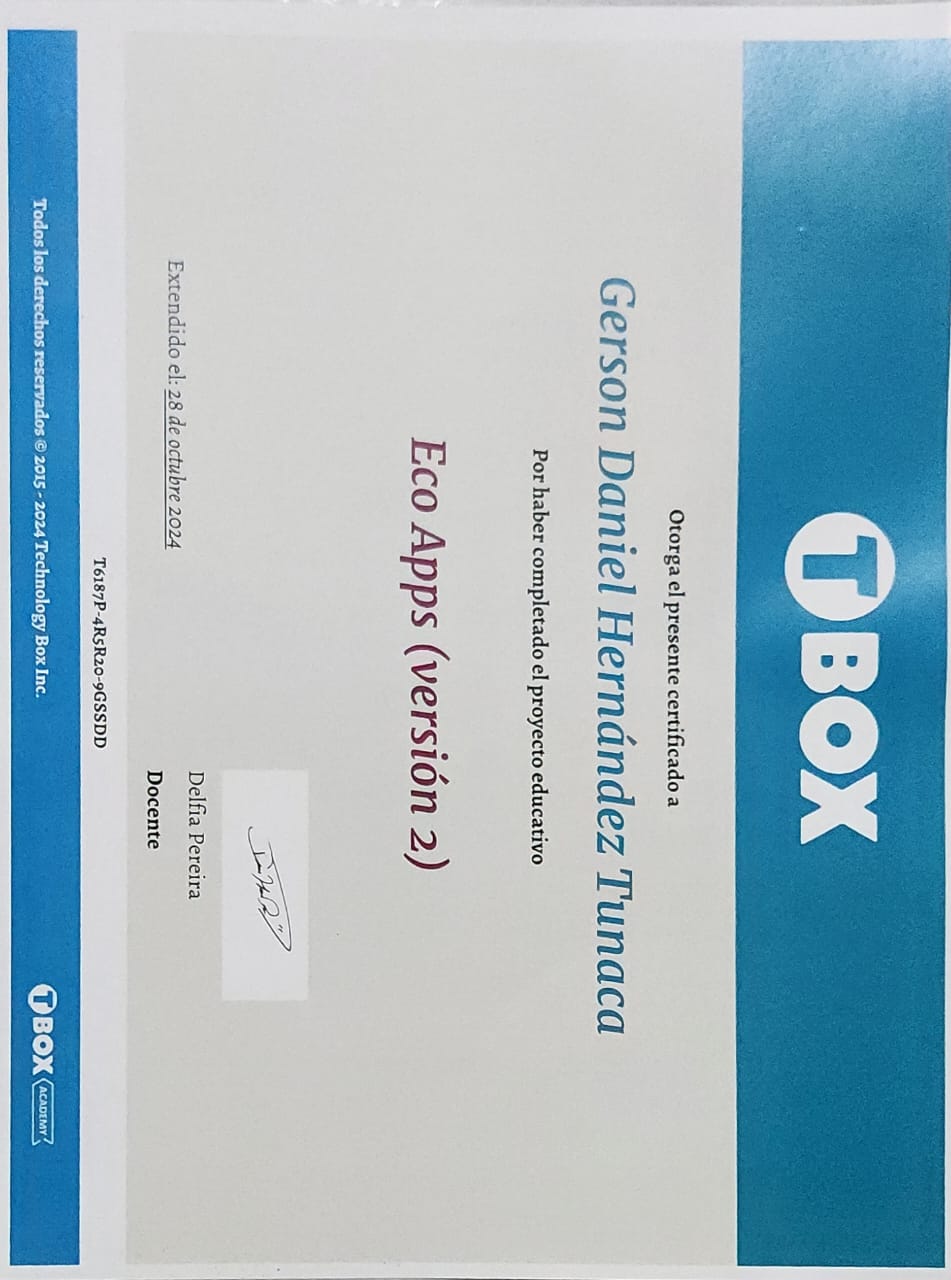 T BOX
Otorga el presente certificado a
Gerson Daniel Hernández Tunaca
Por haber completado el proyecto educativo
Eco Apps (versión 2)
Delfia Pereira
Extendido el: 28 de octubre 2024
Docente
T6187P-4R5R20-9GSSDD
Todos los derechos reservados © 2015 - 2024 Technology Box Inc.
T BOX ACADEMY